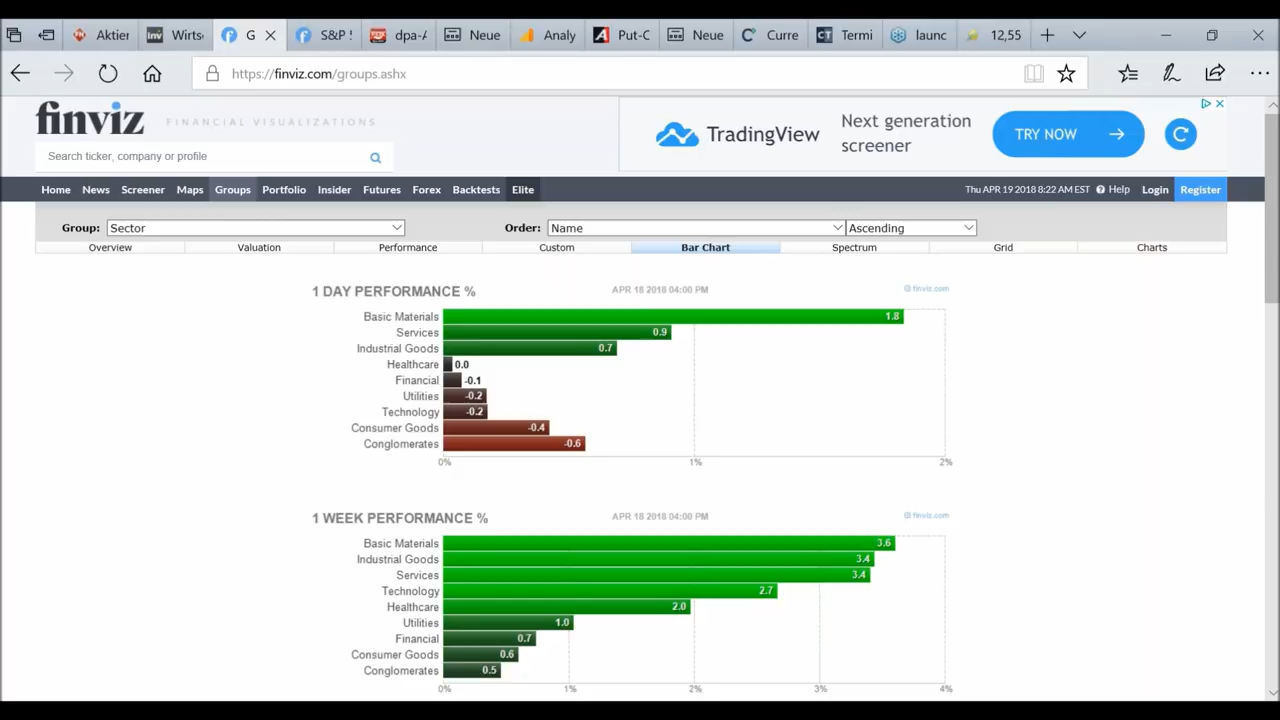 Aktier
Wirts
G
S&P !
dpa-A
Neue
Analy
Put-C
Neue
Curre
Termi
launc
12,55
https://finviz.com/groups.ashx
finviz FINANCIAL VISUALIZATIONS
TradingView
Next generation
screener
TRY NOW
Search ticker, company or profile
Home News Screener Maps Groups Portfolio Insider Futures Forex Backtests Elite Thu APR 19 2018 8:22 AM EST Help Login Register
Group: Sector Order: Name Ascending
Overview Valuation Performance Custom Bar Chart Spectrum Grid Charts
1 DAY PERFORMANCE % APR 18 2018 04:00 PM © finviz.com
Basic Materials 1.8
Services 0.9
Industrial Goods 0.7
Healthcare 0.0
Financial -0.1
Utilities -0.2
Technology -0.2
Consumer Goods -0.4
Conglomerates -0.6
0% 1% 2%
1 WEEK PERFORMANCE % APR 18 2018 04:00 PM © finviz.com
Basic Materials 3.6
Industrial Goods 3.4
Services 3.4
Technology 2.7
Healthcare 2.0
Utilities 1.0
Financial 0.7
Consumer Goods 0.6
Conglomerates 0.5
0% 1% 2% 3% 4%